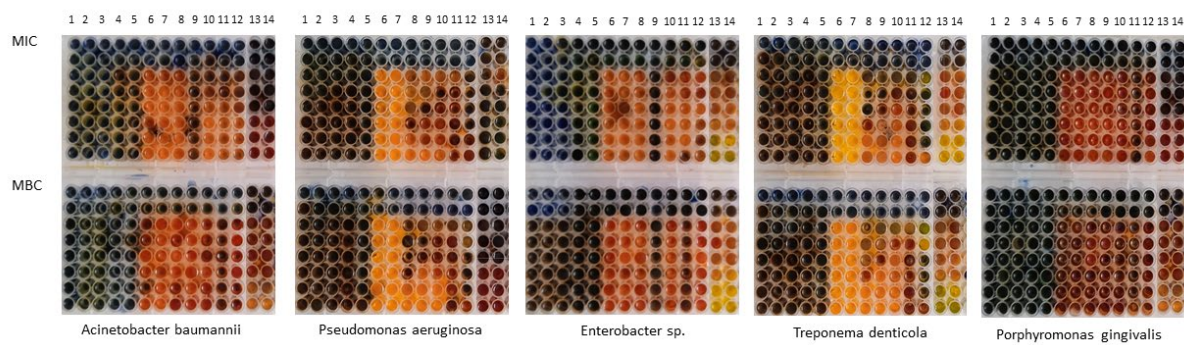 1 2 3 4 5 6 7 8 9 10 11 12 13 14 1 2 3 4 5 6 7 8 9 10 11 12 13 14 1 2 3 4 5 6 7 8 9 10 11 12 13 14 1 2 3 4 5 6 7 8 9 10 11 12 13 14 1 2 3 4 5 6 7 8 9 10 11 12 13 14
MIC
MBC
Acinetobacter baumannii Pseudomonas aeruginosa Enterobacter sp. Treponema denticola Porphyromonas gingivalis